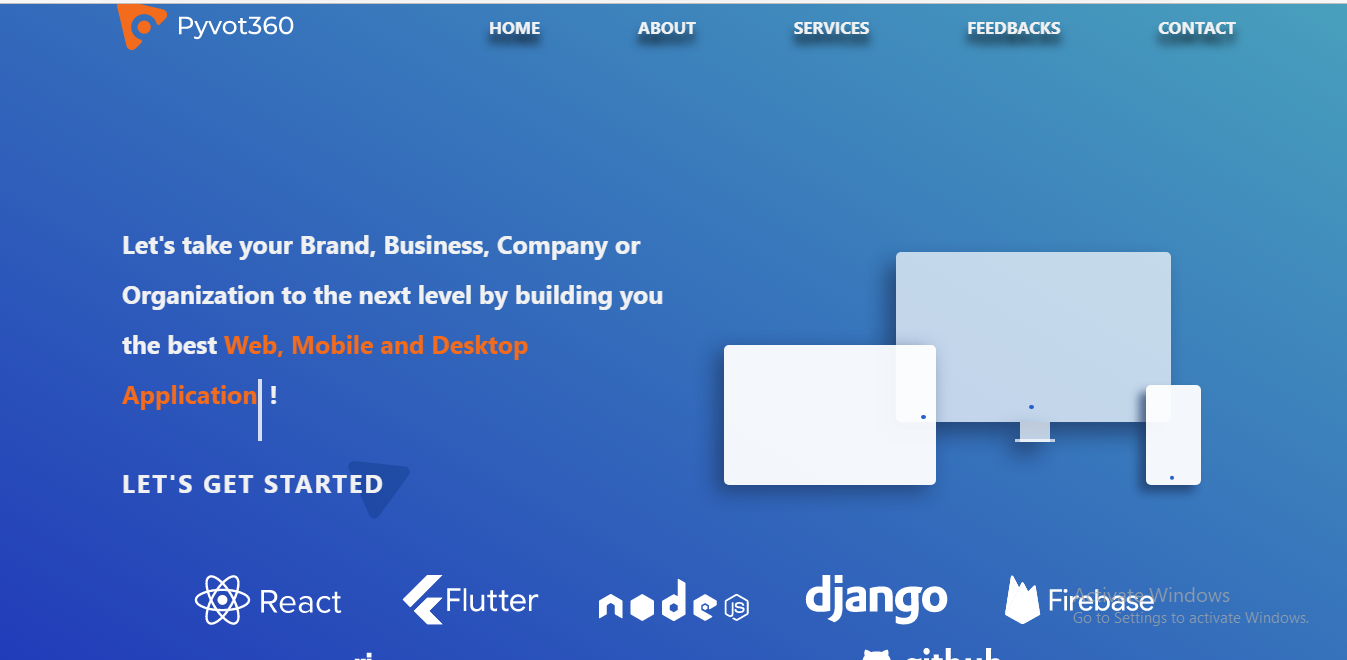 Pyvot360 HOME ABOUT SERVICES FEEDBACKS CONTACT
Let's take your Brand, Business, Company or
Organization to the next level by building you
the best Web, Mobile and Desktop
Application !
LET'S GET STARTED
React Flutter node JS django Firebase
Activate Windows
Go to Settings to activate Windows.
github